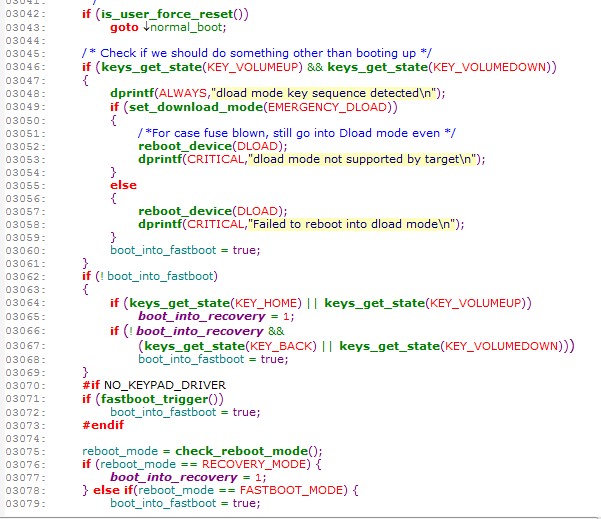 03041:     */
03042:     if (is_user_force_reset())
03043:         goto ↓normal_boot;
03044:
03045:     /* Check if we should do something other than booting up */
03046:     if (keys_get_state(KEY_VOLUMEUP) && keys_get_state(KEY_VOLUMEDOWN))
03047:     {
03048:         dprintf(ALWAYS,"dload mode key sequence detected\n");
03049:         if (set_download_mode(EMERGENCY_DLOAD))
03050:         {
03051:             /*For case fuse blown, still go into Dload mode even */
03052:             reboot_device(DLOAD);
03053:             dprintf(CRITICAL,"dload mode not supported by target\n");
03054:         }
03055:         else
03056:         {
03057:             reboot_device(DLOAD);
03058:             dprintf(CRITICAL,"Failed to reboot into dload mode\n");
03059:         }
03060:         boot_into_fastboot = true;
03061:     }
03062:     if (! boot_into_fastboot)
03063:     {
03064:         if (keys_get_state(KEY_HOME) || keys_get_state(KEY_VOLUMEUP))
03065:             boot_into_recovery = 1;
03066:         if (! boot_into_recovery &&
03067:             (keys_get_state(KEY_BACK) || keys_get_state(KEY_VOLUMEDOWN)))
03068:             boot_into_fastboot = true;
03069:     }
03070:     #if NO_KEYPAD_DRIVER
03071:     if (fastboot_trigger())
03072:         boot_into_fastboot = true;
03073:     #endif
03074:
03075:     reboot_mode = check_reboot_mode();
03076:     if (reboot_mode == RECOVERY_MODE) {
03077:         boot_into_recovery = 1;
03078:     } else if(reboot_mode == FASTBOOT_MODE) {
03079:         boot_into_fastboot = true;